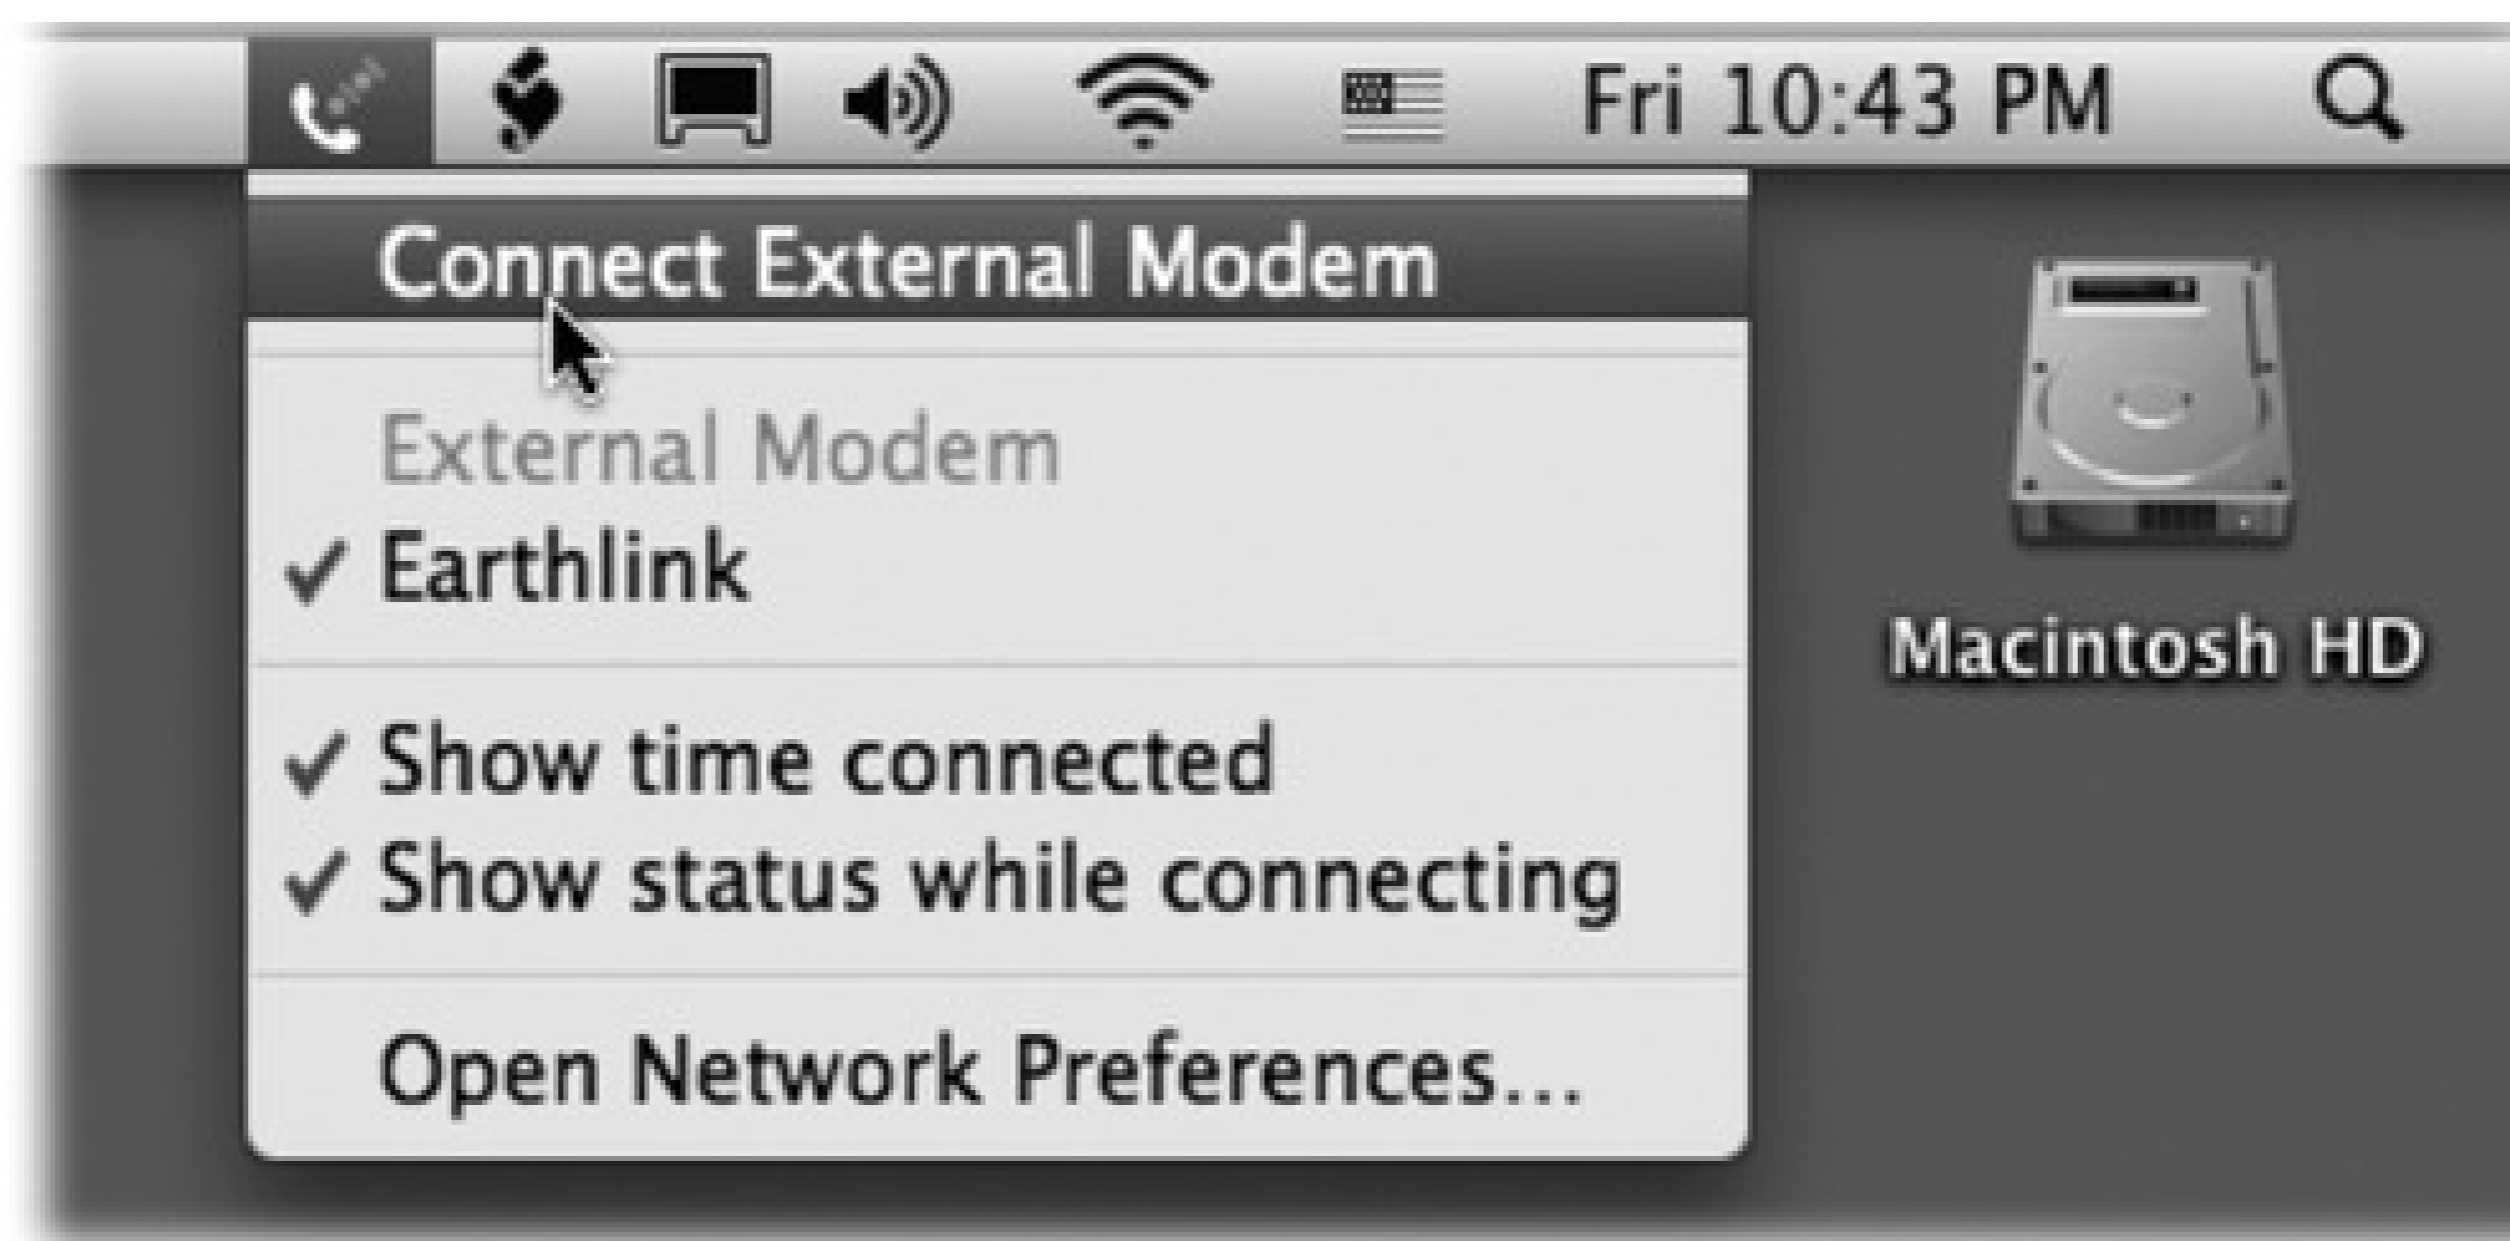 Fri 10:43 PM
Connect External Modem
External Modem
✓ Earthlink
✓ Show time connected
✓ Show status while connecting
Open Network Preferences...
Macintosh HD